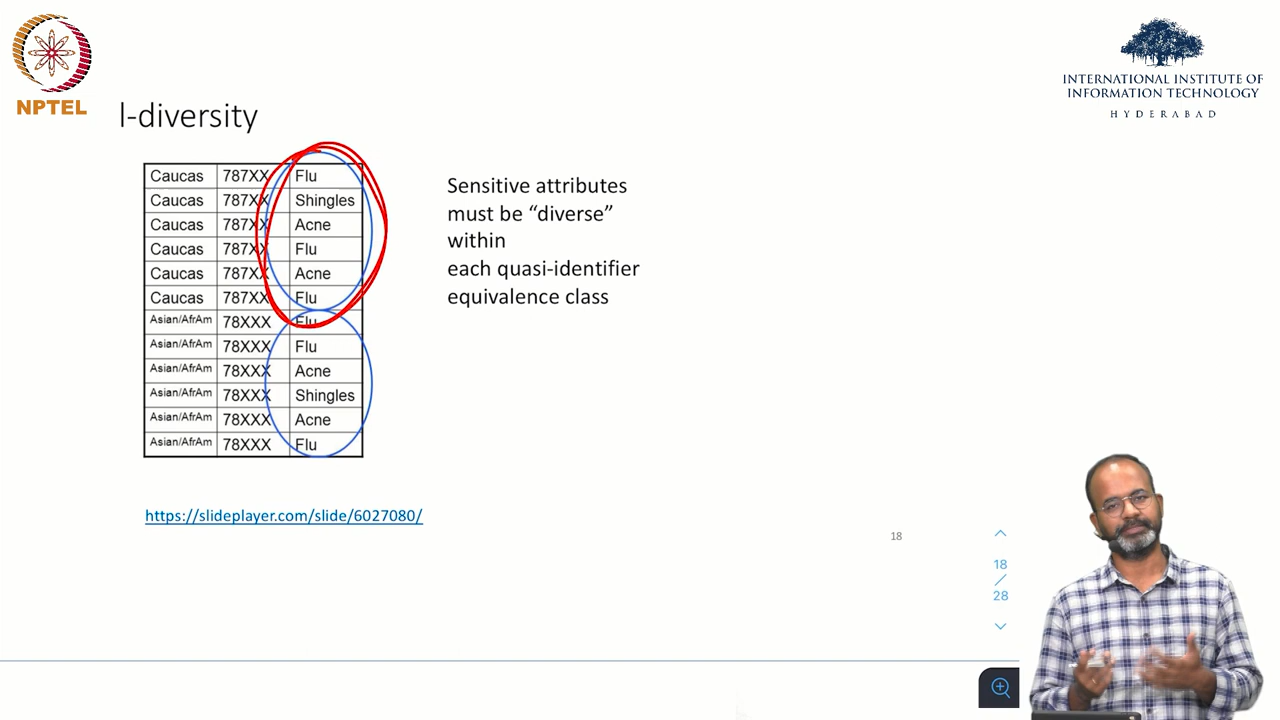 NPTEL
INTERNATIONAL INSTITUTE OF
INFORMATION TECHNOLOGY
HYDERABAD
l-diversity
Caucas 787XX Flu
Caucas 787XX Shingles
Caucas 787XX Acne
Caucas 787XX Flu
Caucas 787XX Acne
Caucas 787XX Flu
Asian/AfrAm 78XXX Flu
Asian/AfrAm 78XXX Flu
Asian/AfrAm 78XXX Acne
Asian/AfrAm 78XXX Shingles
Asian/AfrAm 78XXX Acne
Asian/AfrAm 78XXX Flu
Sensitive attributes
must be “diverse”
within
each quasi-identifier
equivalence class
https://slideplayer.com/slide/6027080/
18
18
/
28